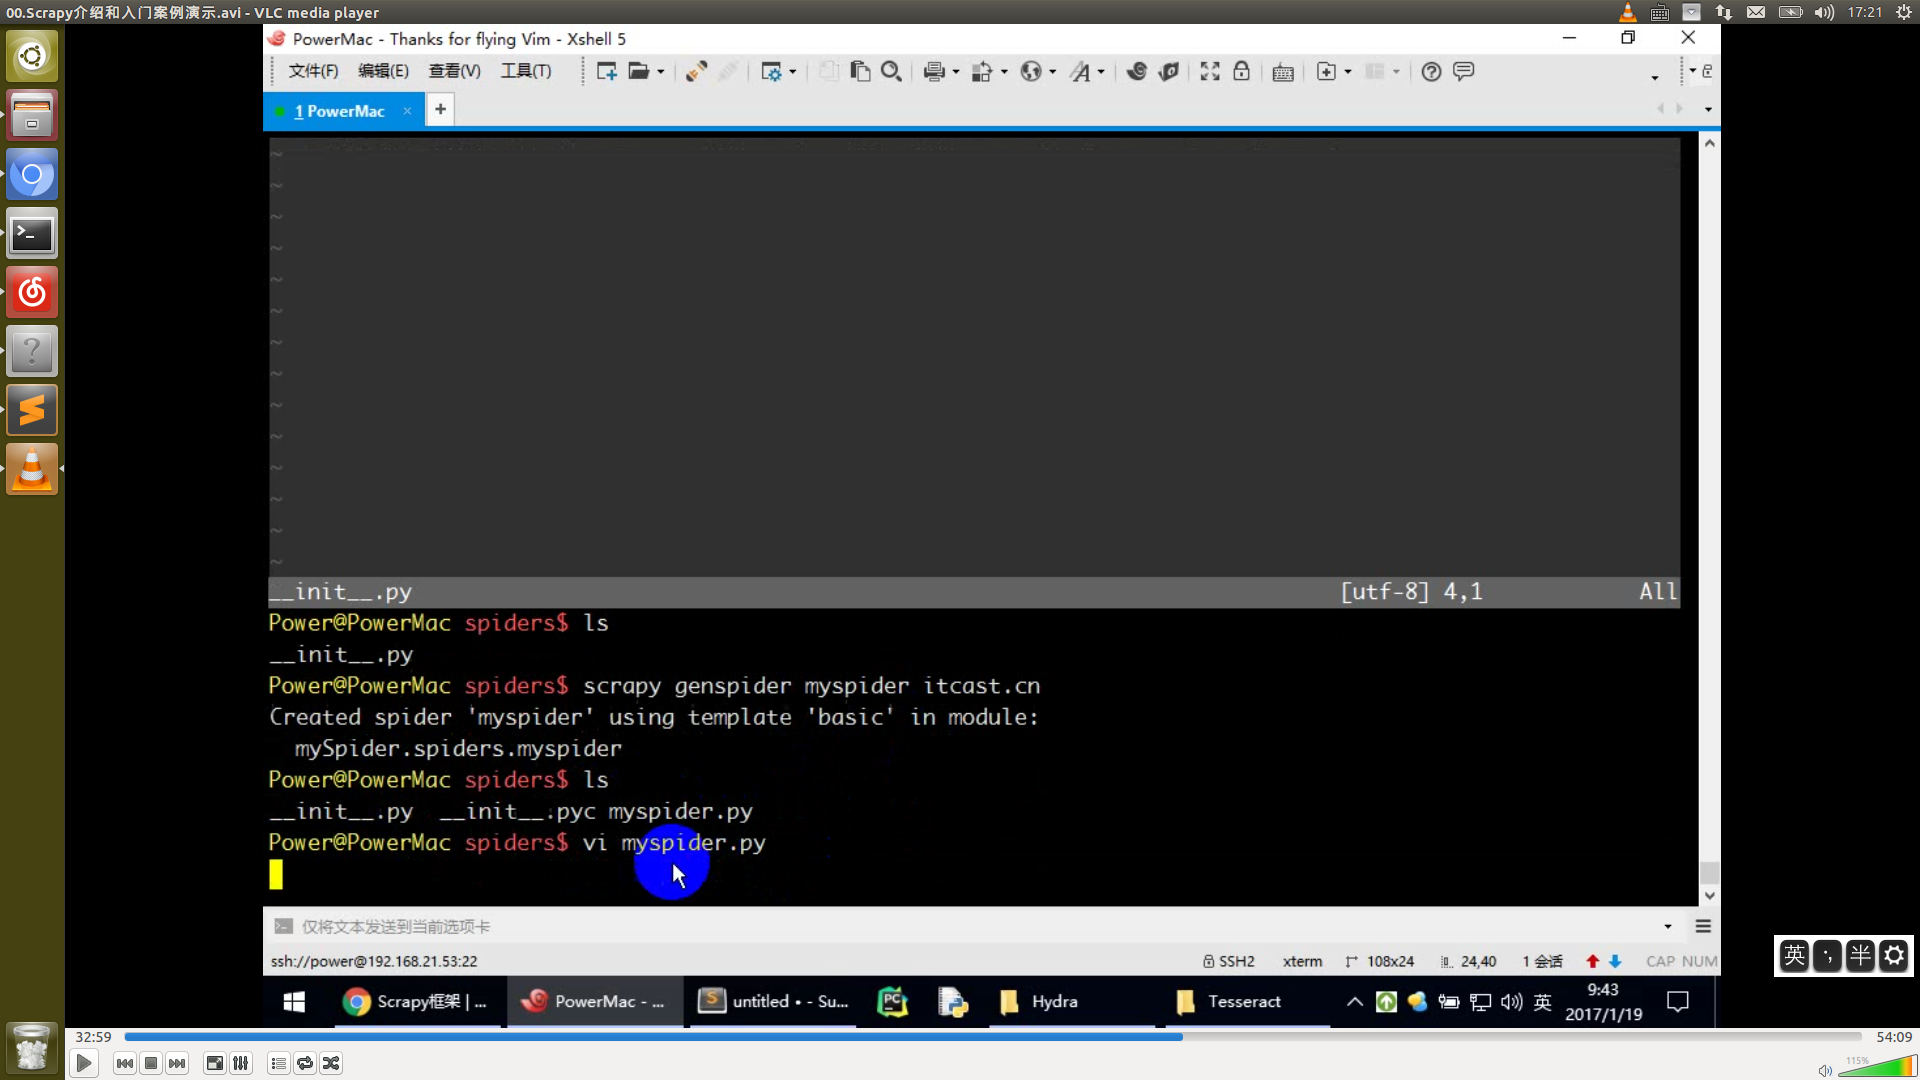 00.Scrapy介绍和入门案例演示.avi - VLC media player
17:21
PowerMac - Thanks for flying Vim - Xshell 5
文件(F) 编辑(E) 查看(V) 工具(T)
1 PowerMac × +
~
~
~
~
~
~
~
~
~
~
~
~
~
~
__init__.py [utf-8] 4,1 All
Power@PowerMac spiders$ ls
__init__.py
Power@PowerMac spiders$ scrapy genspider myspider itcast.cn
Created spider 'myspider' using template 'basic' in module:
mySpider.spiders.myspider
Power@PowerMac spiders$ ls
__init__.py __init__.pyc myspider.py
Power@PowerMac spiders$ vi myspider.py
仅将文本发送到当前选项卡
英 ·, 半
ssh://power@192.168.21.53:22 SSH2 xterm 108x24 24,40 1 会话 CAP NUM
Scrapy框架 | ... PowerMac - ... untitled • - Su... PC Hydra Tesseract 英 9:43
2017/1/19
32:59 54:09
115%